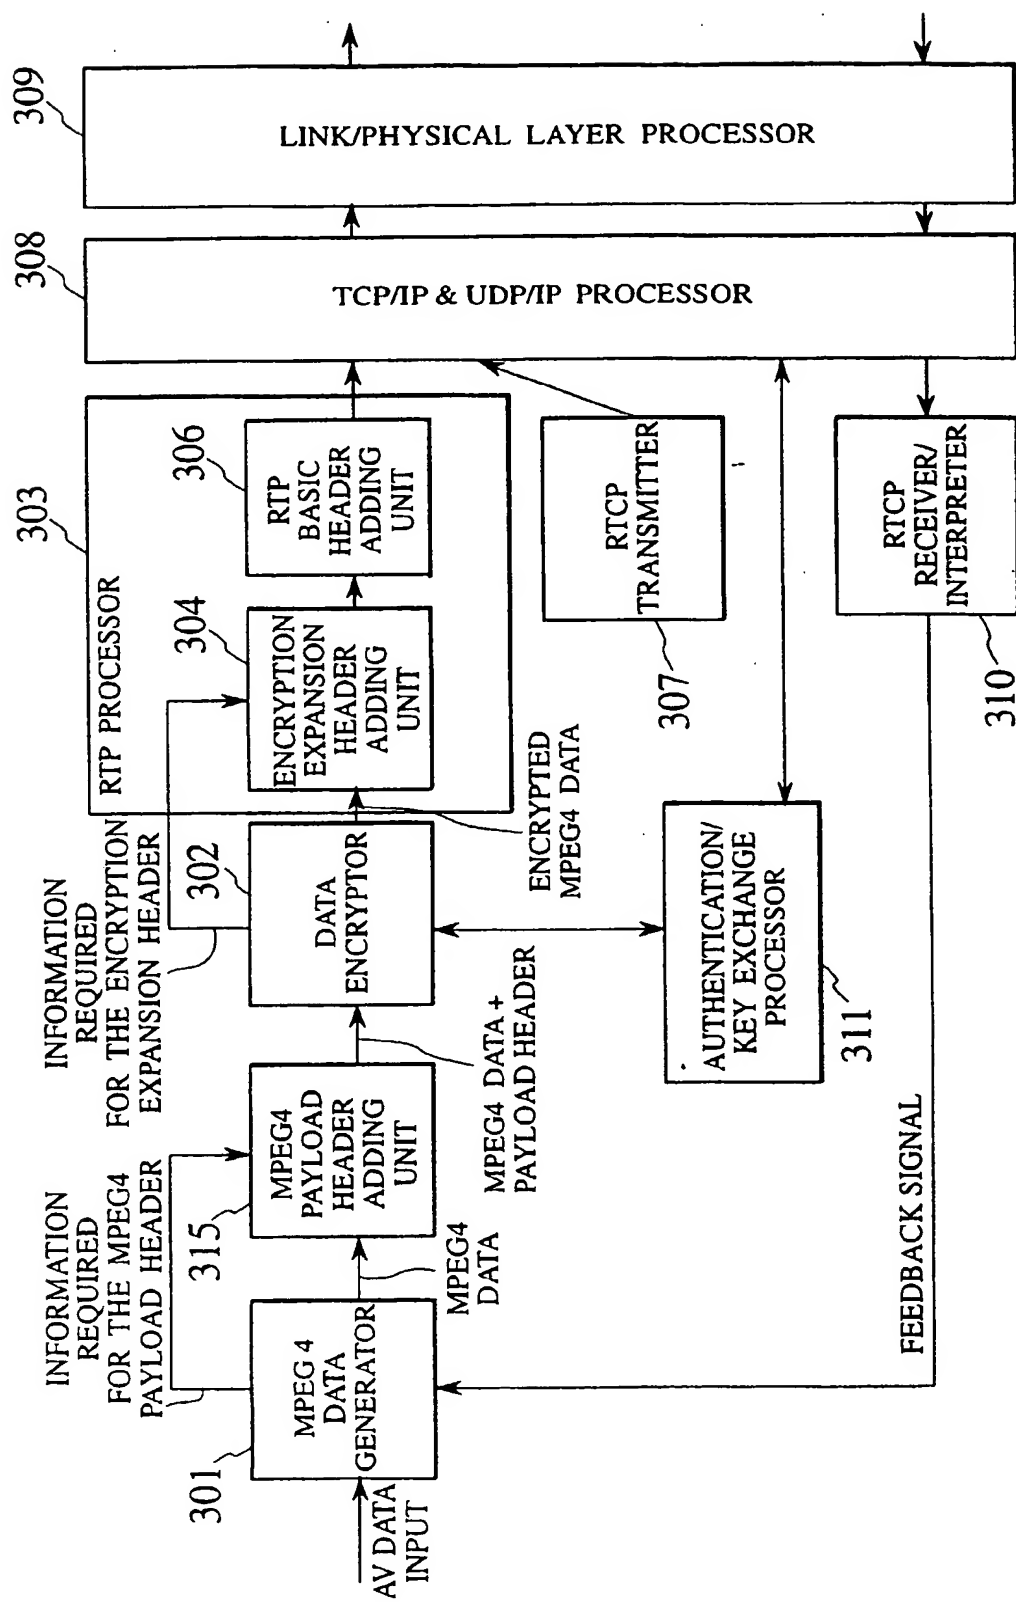 309
LINK/PHYSICAL LAYER PROCESSOR
308
TCP/IP & UDP/IP PROCESSOR
303
RTP PROCESSOR
306
RTP
BASIC
HEADER
ADDING
UNIT
304
ENCRYPTION
EXPANSION
HEADER
ADDING
UNIT
RTCP
TRANSMITTER
307
RTCP
RECEIVER/
INTERPRETER
310
INFORMATION
REQUIRED
FOR THE ENCRYPTION
EXPANSION HEADER
302
DATA
ENCRYPTOR
ENCRYPTED
MPEG4 DATA
AUTHENTICATION/
KEY EXCHANGE
PROCESSOR
311
INFORMATION
REQUIRED
FOR THE MPEG4
PAYLOAD HEADER
315
MPEG4
PAYLOAD
HEADER
ADDING
UNIT
MPEG4 DATA+
PAYLOAD HEADER
301
MPEG 4
DATA
GENERATOR
MPEG4
DATA
AV DATA
INPUT
FEEDBACK SIGNAL